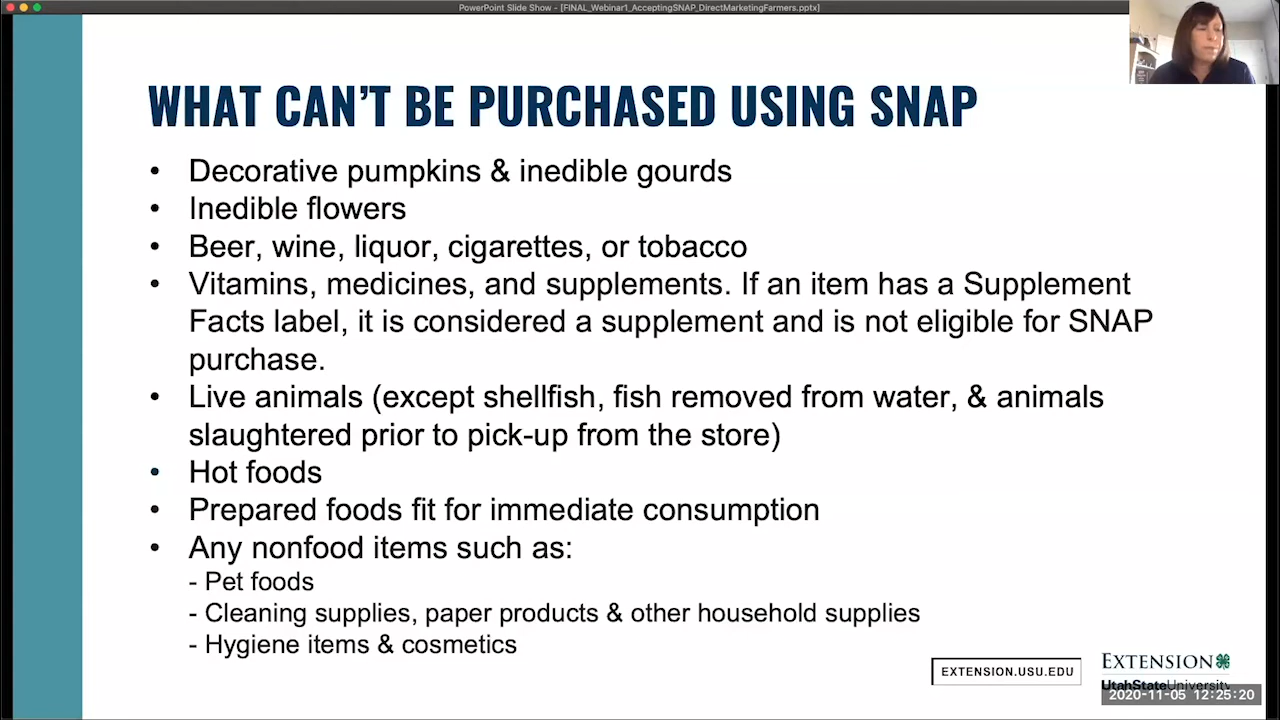 PowerPoint Slide Show - [FINAL_Webinar1_AcceptingSNAP_DirectMarketingFarmers.pptx]
WHAT CAN'T BE PURCHASED USING SNAP
• Decorative pumpkins & inedible gourds
• Inedible flowers
• Beer, wine, liquor, cigarettes, or tobacco
• Vitamins, medicines, and supplements. If an item has a Supplement
Facts label, it is considered a supplement and is not eligible for SNAP
purchase.
• Live animals (except shellfish, fish removed from water, & animals
slaughtered prior to pick-up from the store)
• Hot foods
• Prepared foods fit for immediate consumption
• Any nonfood items such as:
- Pet foods
- Cleaning supplies, paper products & other household supplies
- Hygiene items & cosmetics
EXTENSION.USU.EDU
EXTENSION
UtahStateUniversity
2020-11-05 12:25:20